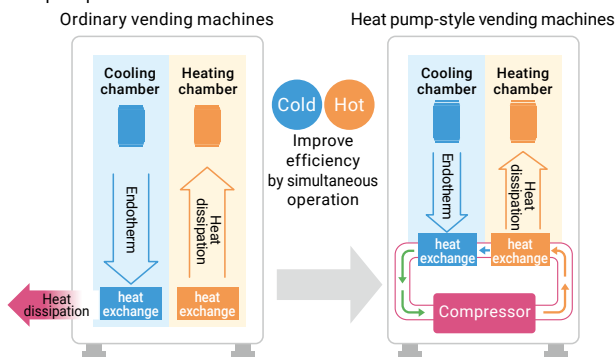 Ordinary vending machines
Cooling
chamber
Heating
chamber
Endotherm
Heat
dissipation
heat
exchange
heat
exchange
Heat
dissipation
Cold
Hot
Improve
efficiency
by simultaneous
operation
Heat pump-style vending machines
Cooling
chamber
Heating
chamber
Endotherm
Heat
dissipation
heat
exchange
heat
exchange
Compressor